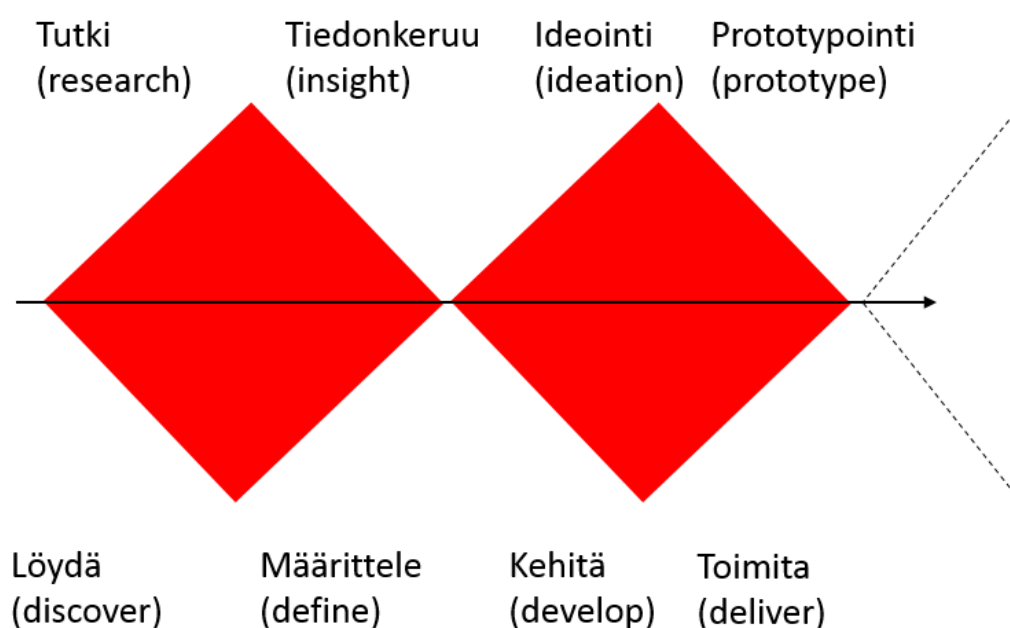 Tutki
(research)
Tiedonkeruu
(insight)
Ideointi
(ideation)
Prototypointi
(prototype)
Löydä
(discover)
Määrittele
(define)
Kehitä
(develop)
Toimita
(deliver)